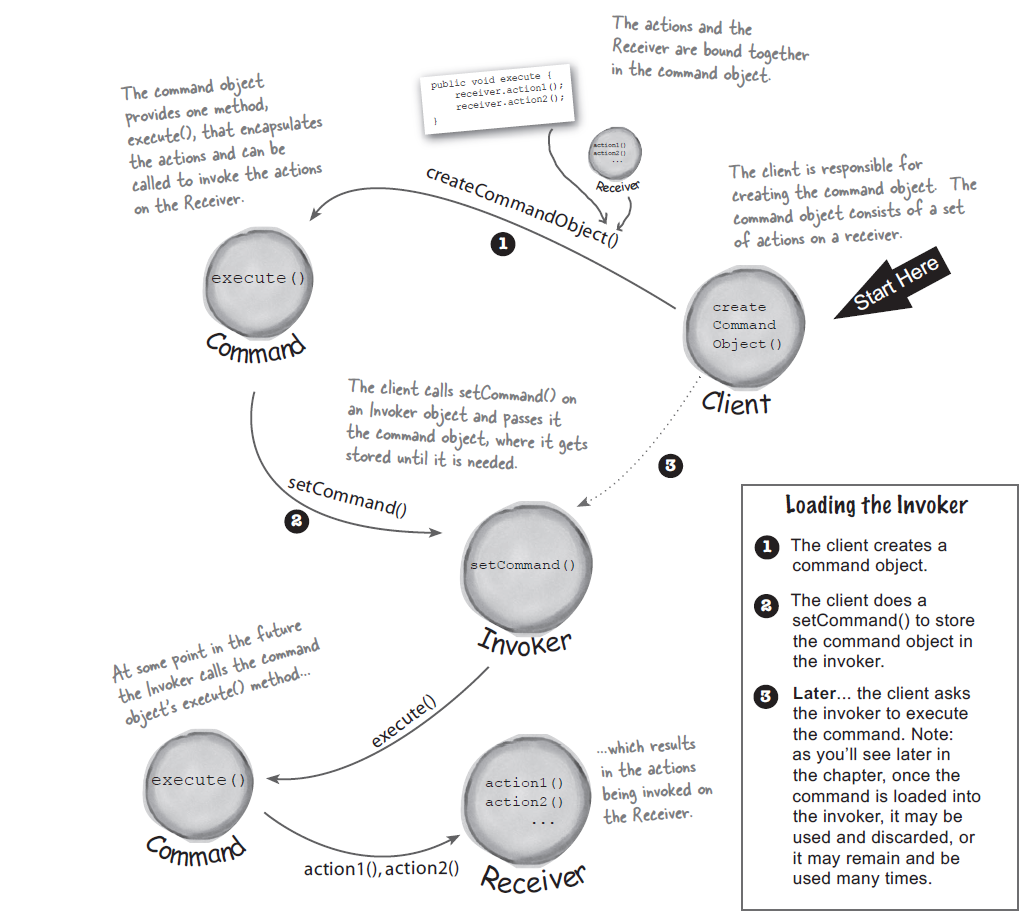 The actions and the
Receiver are bound together
in the command object.
public void execute {
receiver.action1();
receiver.action2();
}
The command object
provides one method,
execute(), that encapsulates
the actions and can be
called to invoke the actions
on the Receiver.
action1()
action2()
...
Receiver
The client is responsible for
creating the command object. The
command object consists of a set
of actions on a receiver.
createCommandObject()
1
Start Here
execute()
Command
create
Command
Object()
Client
The client calls setCommand() on
an Invoker object and passes it
the command object, where it gets
stored until it is needed.
3
setCommand()
2
setCommand()
Invoker
Loading the Invoker
1 The client creates a
command object.
2 The client does a
setCommand() to store
the command object in
the invoker.
3 Later... the client asks
the invoker to execute
the command. Note:
as you'll see later in
the chapter, once the
command is loaded into
the invoker, it may be
used and discarded, or
it may remain and be
used many times.
At some point in the future
the Invoker calls the command
object's execute() method...
execute()
execute()
Command
action1(), action2()
action1()
action2()
...
Receiver
...which results
in the actions
being invoked on
the Receiver.